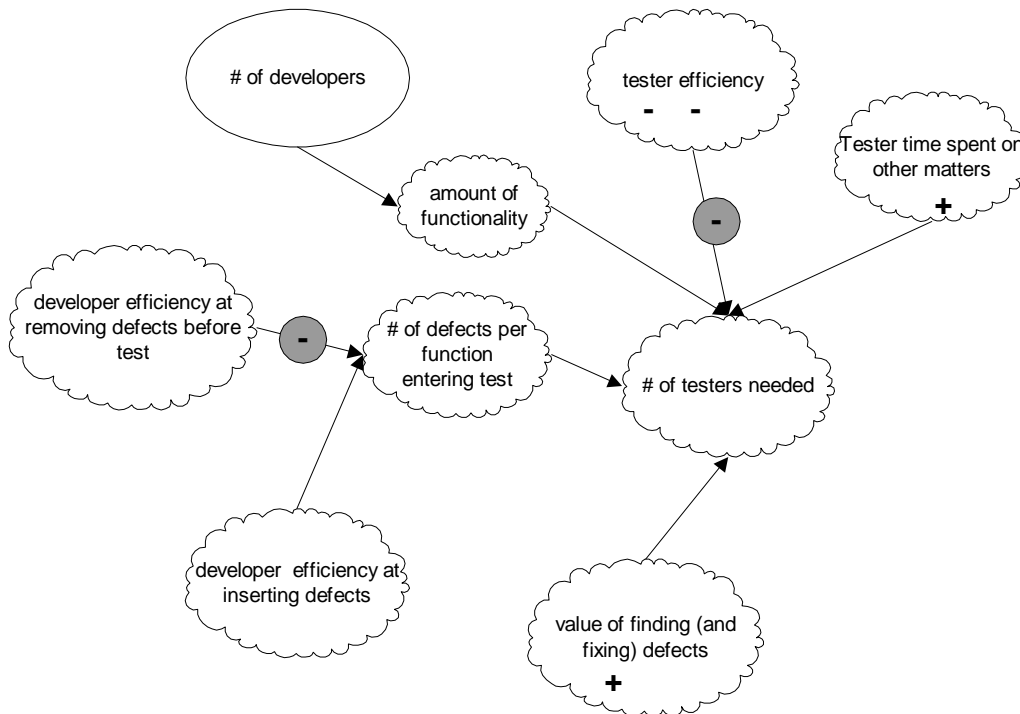 # of developers
tester efficiency
- -
Tester time spent on
other matters
+
amount of
functionality
-
developer efficiency at
removing defects before
test
-
# of defects per
function
entering test
# of testers needed
developer efficiency at
inserting defects
value of finding (and
fixing) defects
+